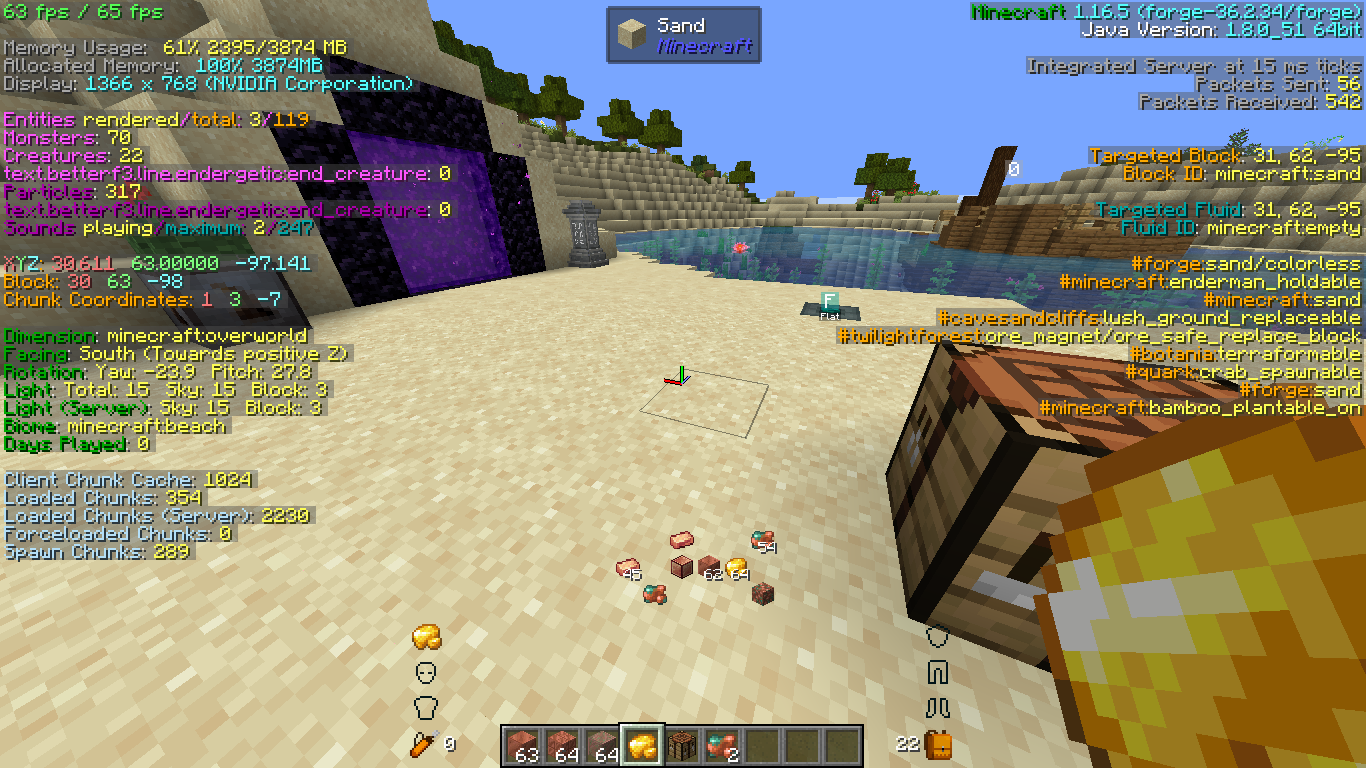 63 fps / 65 fps
Memory Usage: 61% 2395/3874 MB
Allocated Memory: 100% 3874MB
Display: 1366 x 768 (NVIDIA Corporation)
Entities rendered/total: 3/119
Monsters: 70
Creatures: 22
text.betterf3.line.endergetic:end_creature: 0
Particles: 317
text.betterf3.line.endergetic:end_creature: 0
Sounds playing/maximum: 2/247
XYZ: 30.611 63.00000 -97.141
Block: 30 63 -98
Chunk Coordinates: 1 3 -7
Dimension: minecraft:overworld
Facing: South (Towards positive Z)
Rotation: Yaw: -23.9 Pitch: 27.8
Light: Total: 15 Sky: 15 Block: 3
Light (Server): Sky: 15 Block: 3
Biome: minecraft:beach
Days Played: 0
Client Chunk Cache: 1024
Loaded Chunks: 354
Loaded Chunks (Server): 2230
Forceloaded Chunks: 0
Spawn Chunks: 289
Sand
Minecraft
Minecraft 1.16.5 (forge-36.2.34/forge)
Java Version: 1.8.0_51 64bit
Integrated Server at 15 ms ticks
Packets Sent: 56
Packets Received: 542
Targeted Block: 31, 62, -95
Block ID: minecraft:sand
Targeted Fluid: 31, 62, -95
Fluid ID: minecraft:empty
#forge:sand/colorless
#minecraft:enderman_holdable
#minecraft:sand
#cavesandcliffs:lush_ground_replaceable
#twilightforest:ore_magnet/ore_safe_replace_block
#botania:terraformable
#quark:crab_spawnable
#forge:sand
#minecraft:bamboo_plantable_on
0
F
Flat
54
45
62
64
0
63
64
64
2
22